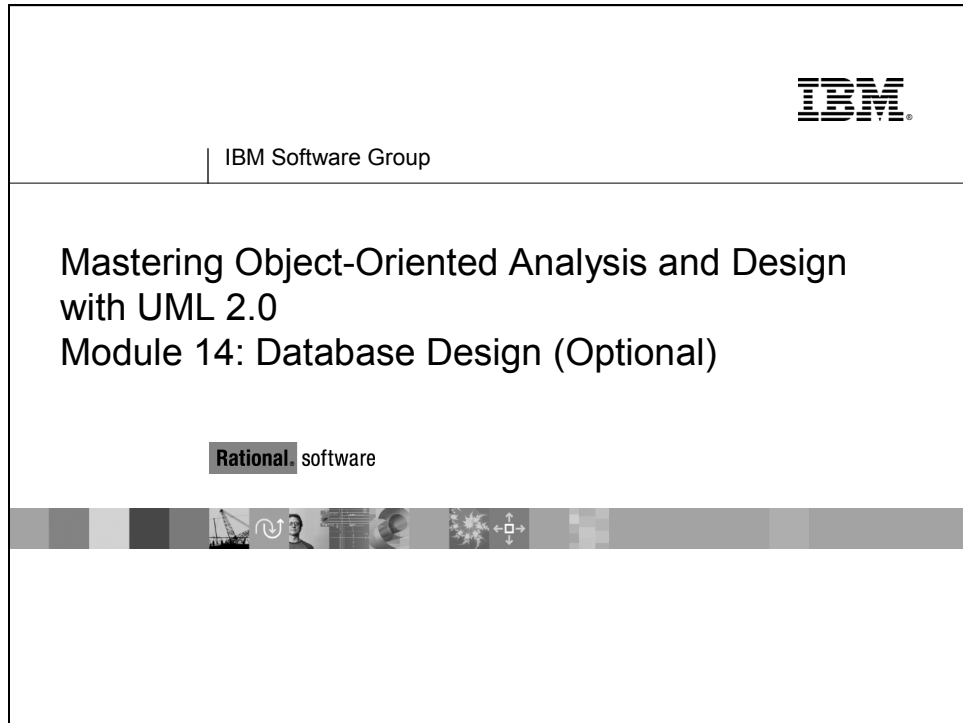 IBM®
IBM Software Group
Mastering Object-Oriented Analysis and Design
with UML 2.0
Module 14: Database Design (Optional)
Rational® software